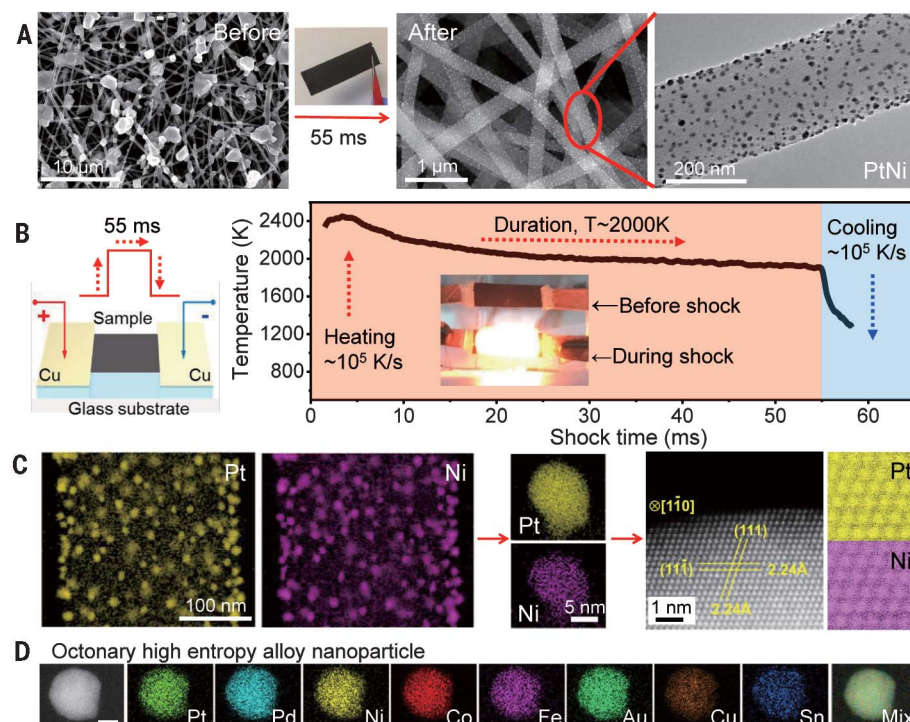 A
Before
10 μm
55 ms
After
1 μm
200 nm
PtNi
B
55 ms
+
-
Sample
Cu
Cu
Glass substrate
Temperature (K)
2400
2000
1600
1200
800
Duration, T~2000K
Heating
~10⁵ K/s
←Before shock
←During shock
Cooling
~10⁵ K/s
0
10
20
30
40
50
60
Shock time (ms)
C
Pt
100 nm
Ni
Pt
Ni
5 nm
⊗[11̄0]
(111)
(111̄)
2.24A
2.24A
1 nm
Pt
Ni
D
Octonary high entropy alloy nanoparticle
Pt
Pd
Ni
Co
Fe
Au
Cu
Sn
Mix